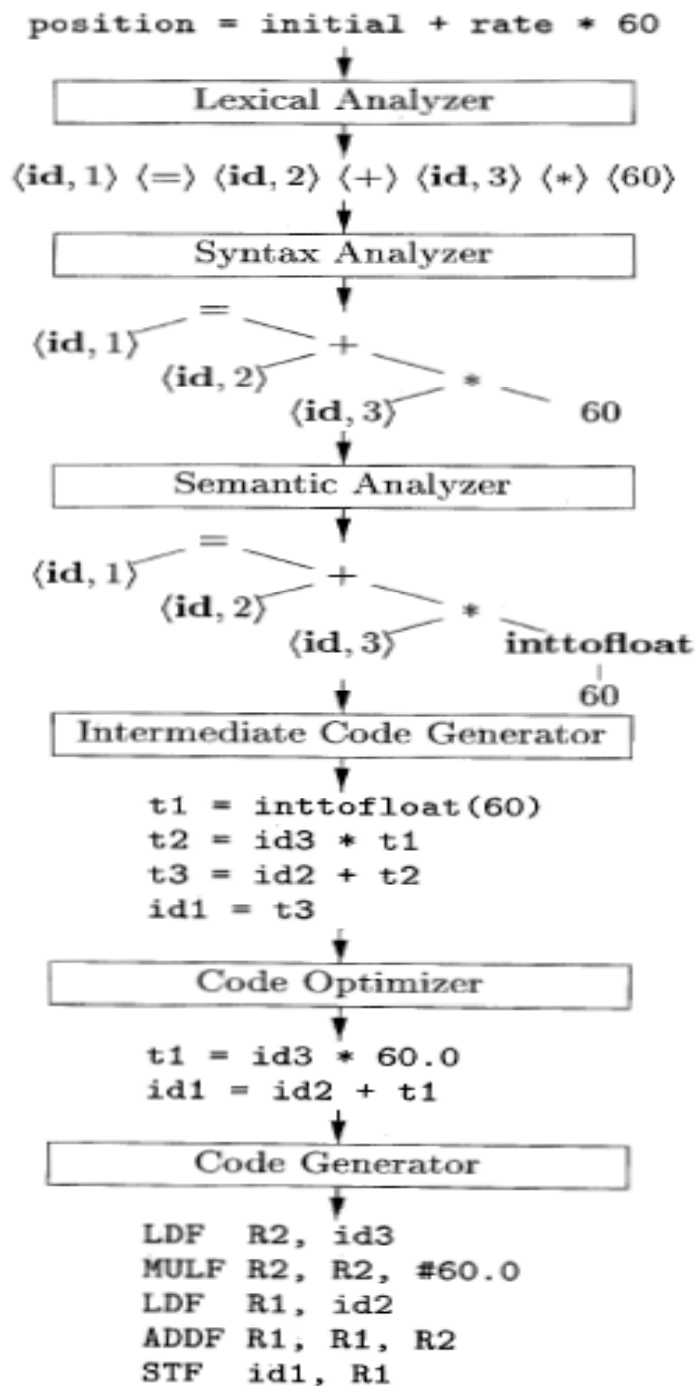 position = initial + rate * 60
Lexical Analyzer
⟨id, 1⟩ ⟨=⟩ ⟨id, 2⟩ ⟨+⟩ ⟨id, 3⟩ ⟨*⟩ ⟨60⟩
Syntax Analyzer
=
⟨id, 1⟩ +
⟨id, 2⟩ *
⟨id, 3⟩ 60
Semantic Analyzer
=
⟨id, 1⟩ +
⟨id, 2⟩ *
⟨id, 3⟩ inttofloat
60
Intermediate Code Generator
t1 = inttofloat(60)
t2 = id3 * t1
t3 = id2 + t2
id1 = t3
Code Optimizer
t1 = id3 * 60.0
id1 = id2 + t1
Code Generator
LDF R2, id3
MULF R2, R2, #60.0
LDF R1, id2
ADDF R1, R1, R2
STF id1, R1